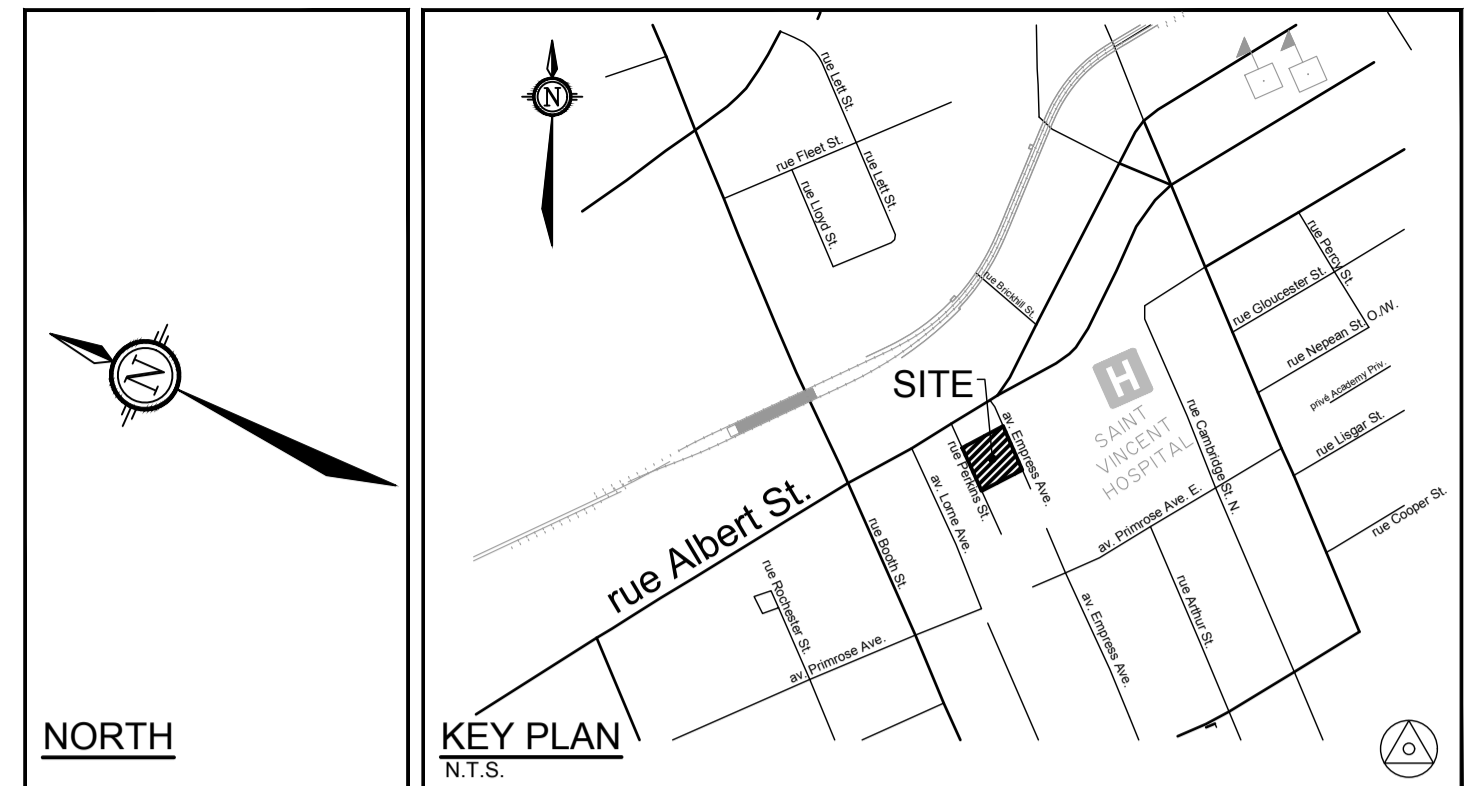 N
NORTH
N
rue Lett St.
rue Fleet St.
rue Lett St.
rue Lloyd St.
rue Brickhill St.
rue Percy St.
rue Gloucester St.
rue Nepean St. O./W.
privé Academy Priv.
rue Lisgar St.
rue Cooper St.
H
SAINT
VINCENT
HOSPITAL
rue Cambridge St. N.
SITE
av. Empress Ave.
rue Perkins St.
av. Lorne Ave.
rue Albert St.
rue Booth St.
av. Primrose Ave. E.
rue Rochester St.
av. Primrose Ave.
av. Empress Ave.
rue Arthur St.
KEY PLAN
N.T.S.